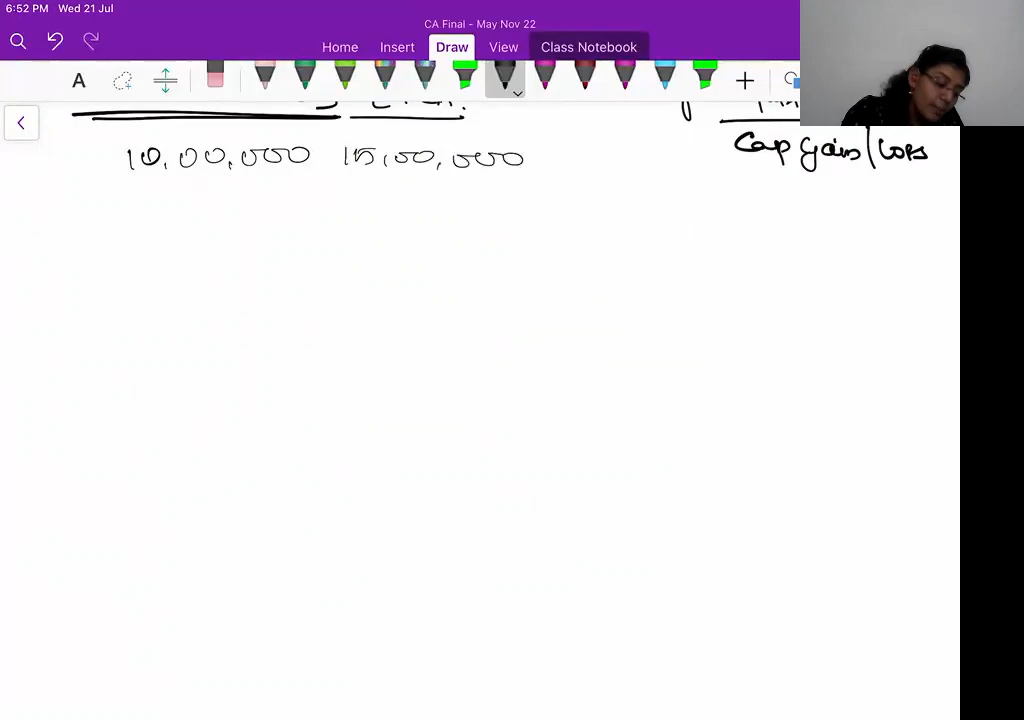 6:52 PM Wed 21 Jul
CA Final - May Nov 22
Home Insert Draw View Class Notebook
A
10,00,000 15,00,000
Cap gain/loss